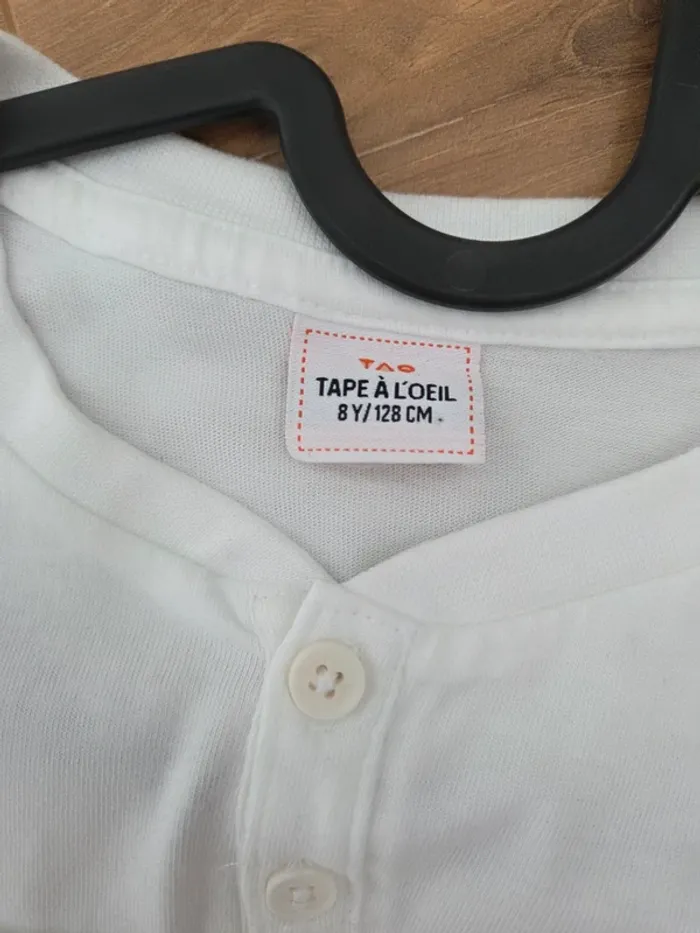 TAO
TAPE À L'OEIL
8 Y/ 128 CM